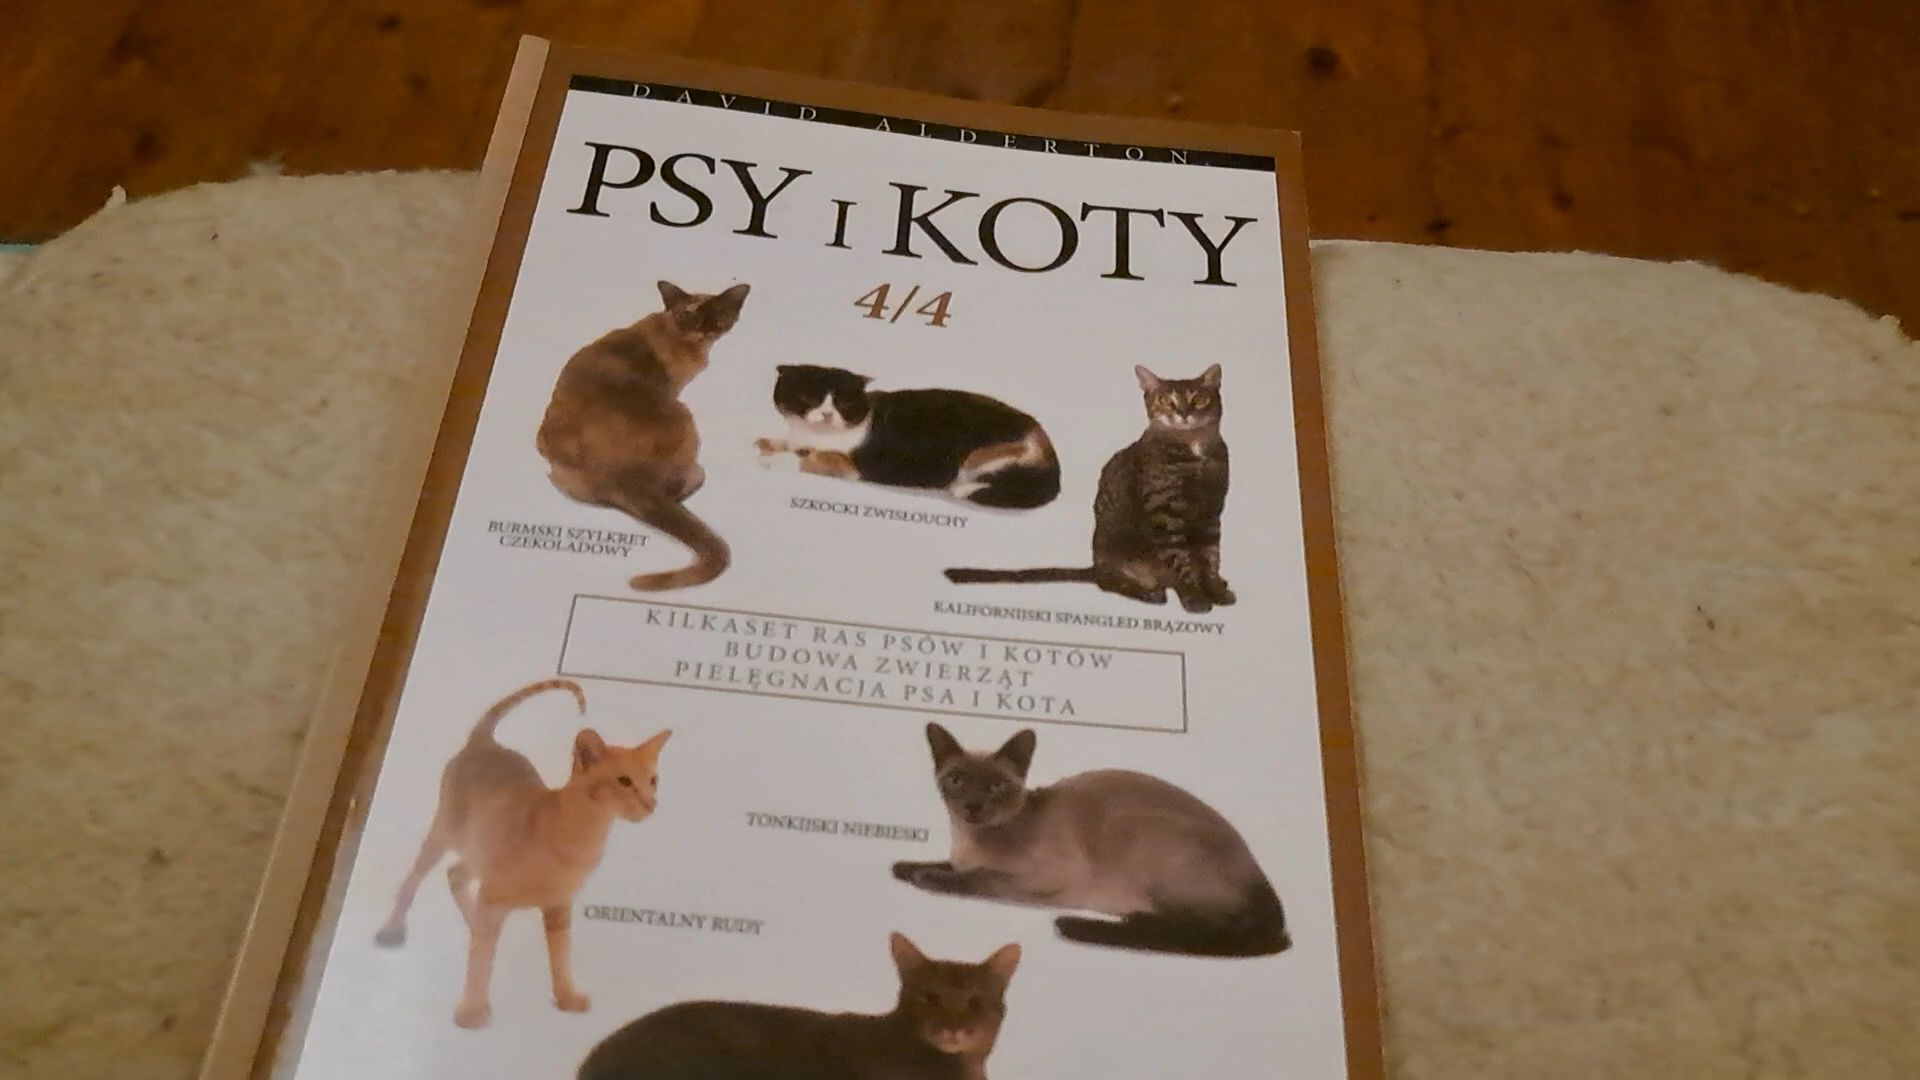 DAVID ALDERTON
PSY I KOTY
4/4
BURMSKI SZYLKRET
CZEKOLADOWY
SZKOCKI ZWISŁOUCHY
KALIFORNIJSKI SPANGLED BRĄZOWY
KILKASET RAS PSÓW I KOTÓW
BUDOWA ZWIERZĄT
PIELĘGNACJA PSA I KOTA
TONKIJSKI NIEBIESKI
ORIENTALNY RUDY